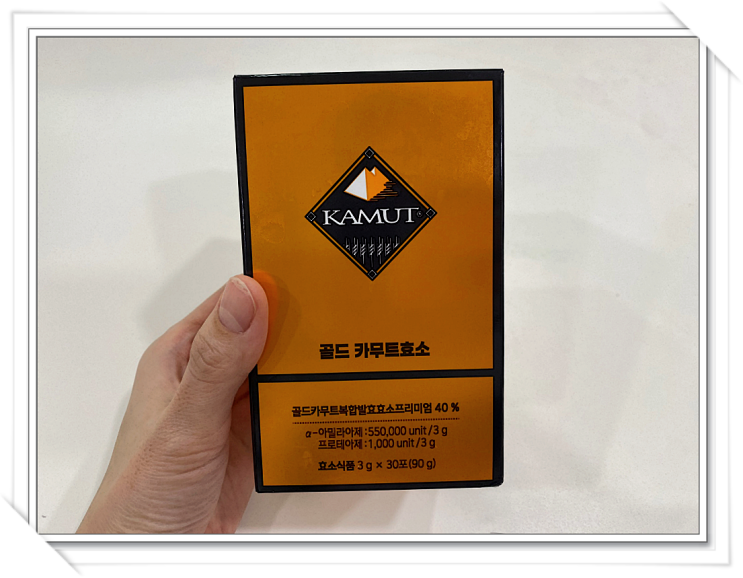 KAMUT®
골드 카무트효소
골드카무트복합발효효소프리미엄 40 %
α-아밀라아제 : 550,000 unit/3 g
프로테아제 : 1,000 unit/3 g
효소식품 3 g × 30포(90 g)